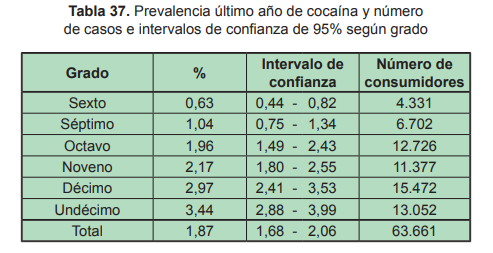 Tabla 37. Prevalencia último año de cocaína y número
de casos e intervalos de confianza de 95% según grado
Grado % Intervalo de confianza Número de consumidores
Sexto 0,63 0,44 - 0,82 4.331
Séptimo 1,04 0,75 - 1,34 6.702
Octavo 1,96 1,49 - 2,43 12.726
Noveno 2,17 1,80 - 2,55 11.377
Décimo 2,97 2,41 - 3,53 15.472
Undécimo 3,44 2,88 - 3,99 13.052
Total 1,87 1,68 - 2,06 63.661